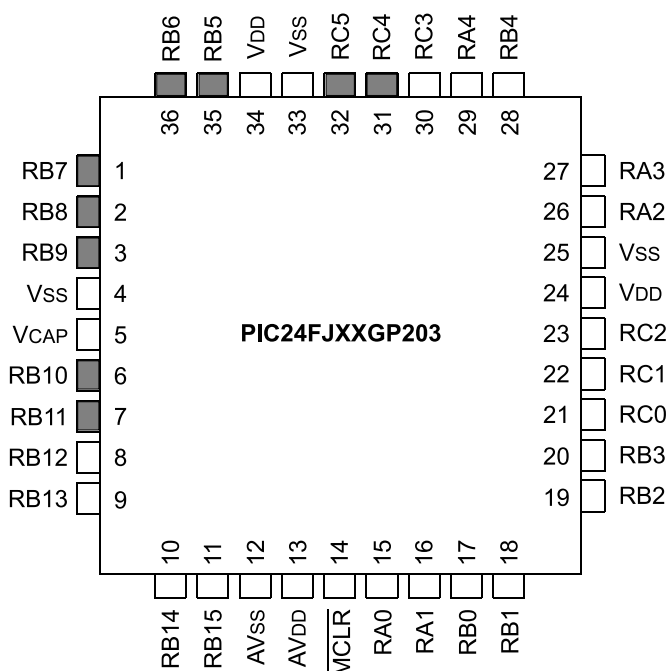 RB6 RB5 VDD VSS RC5 RC4 RC3 RA4 RB4
36 35 34 33 32 31 30 29 28
RB7 1 27 RA3
RB8 2 26 RA2
RB9 3 25 VSS
VSS 4 24 VDD
VCAP 5 PIC24FJXXGP203 23 RC2
RB10 6 22 RC1
RB11 7 21 RC0
RB12 8 20 RB3
RB13 9 19 RB2
10 11 12 13 14 15 16 17 18
RB14 RB15 AVSS AVDD MCLR RA0 RA1 RB0 RB1